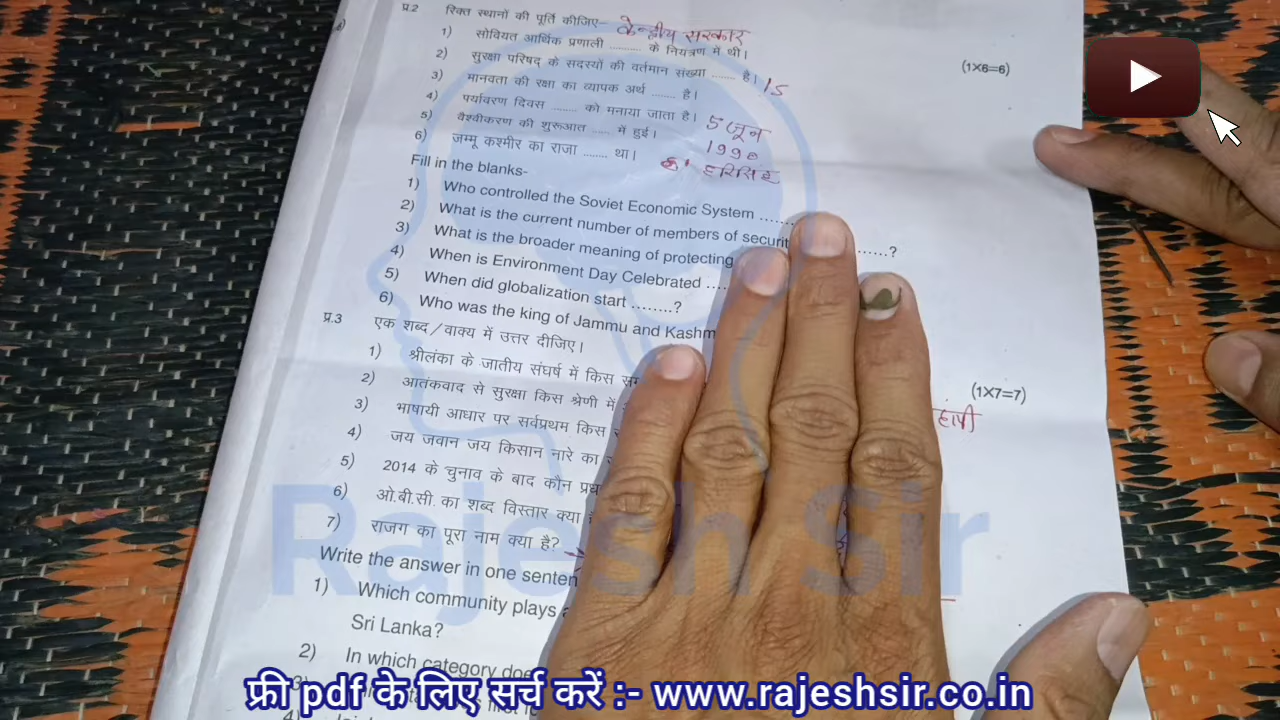 प्र.2 रिक्त स्थानों की पूर्ति कीजिए– केन्द्रीय सरकार
1) सोवियत आर्थिक प्रणाली .......... के नियंत्रण में थी।
(1X6=6)
2) सुरक्षा परिषद् के सदस्यों की वर्तमान संख्या ........ है। 15
3) मानवता की रक्षा का व्यापक अर्थ ........ है।
4) पर्यावरण दिवस ........ को मनाया जाता है। 5 जून
5) वैश्वीकरण की शुरूआत ...... में हुई। 1990
6) जम्मू कश्मीर का राजा ........ था। हरिसिंह
Fill in the blanks-
1) Who controlled the Soviet Economic System .......
2) What is the current number of members of securit ......?
3) What is the broader meaning of protecting
4) When is Environment Day Celebrated ....
5) When did globalization start ........?
6) Who was the king of Jammu and Kashm
प्र.3 एक शब्द/वाक्य में उत्तर दीजिए।
(1X7=7)
1) श्रीलंका के जातीय संघर्ष में किस
2) आतंकवाद से सुरक्षा किस श्रेणी में
3) भाषायी आधार पर सर्वप्रथम किस
4) जय जवान जय किसान नारे का
5) 2014 के चुनाव के बाद कौन
6) ओ.बी.सी. का शब्द विस्तार क्या
7) राजग का पूरा नाम क्या है?
Write the answer in one senten
1) Which community plays
Sri Lanka?
2) In which category
Rajesh Sir
फ्री pdf के लिए सर्च करें :- www.rajeshsir.co.in